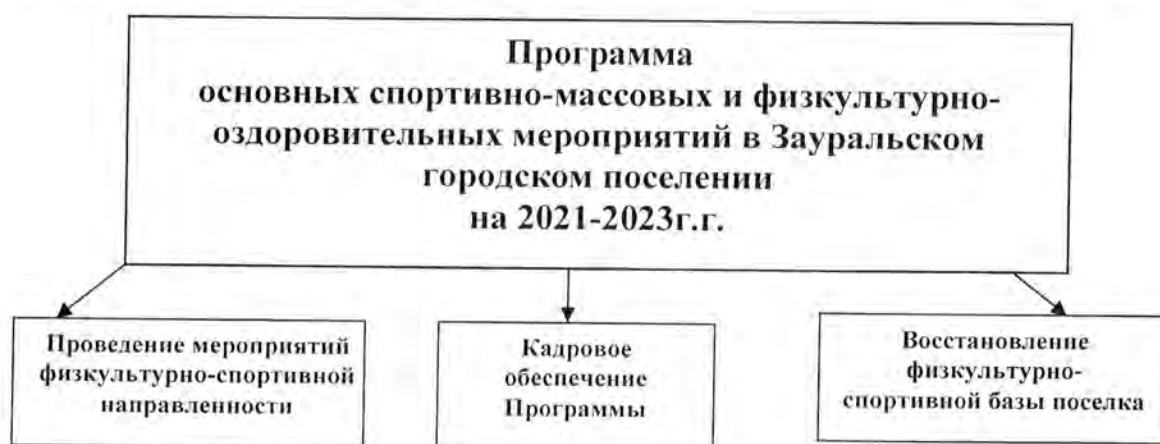 Программа
основных спортивно-массовых и физкультурно-
оздоровительных мероприятий в Зауральском
городском поселении
на 2021-2023г.г.
Проведение мероприятий
физкультурно-спортивной
направленности
Кадровое
обеспечение
Программы
Восстановление
физкультурно-
спортивной базы поселка